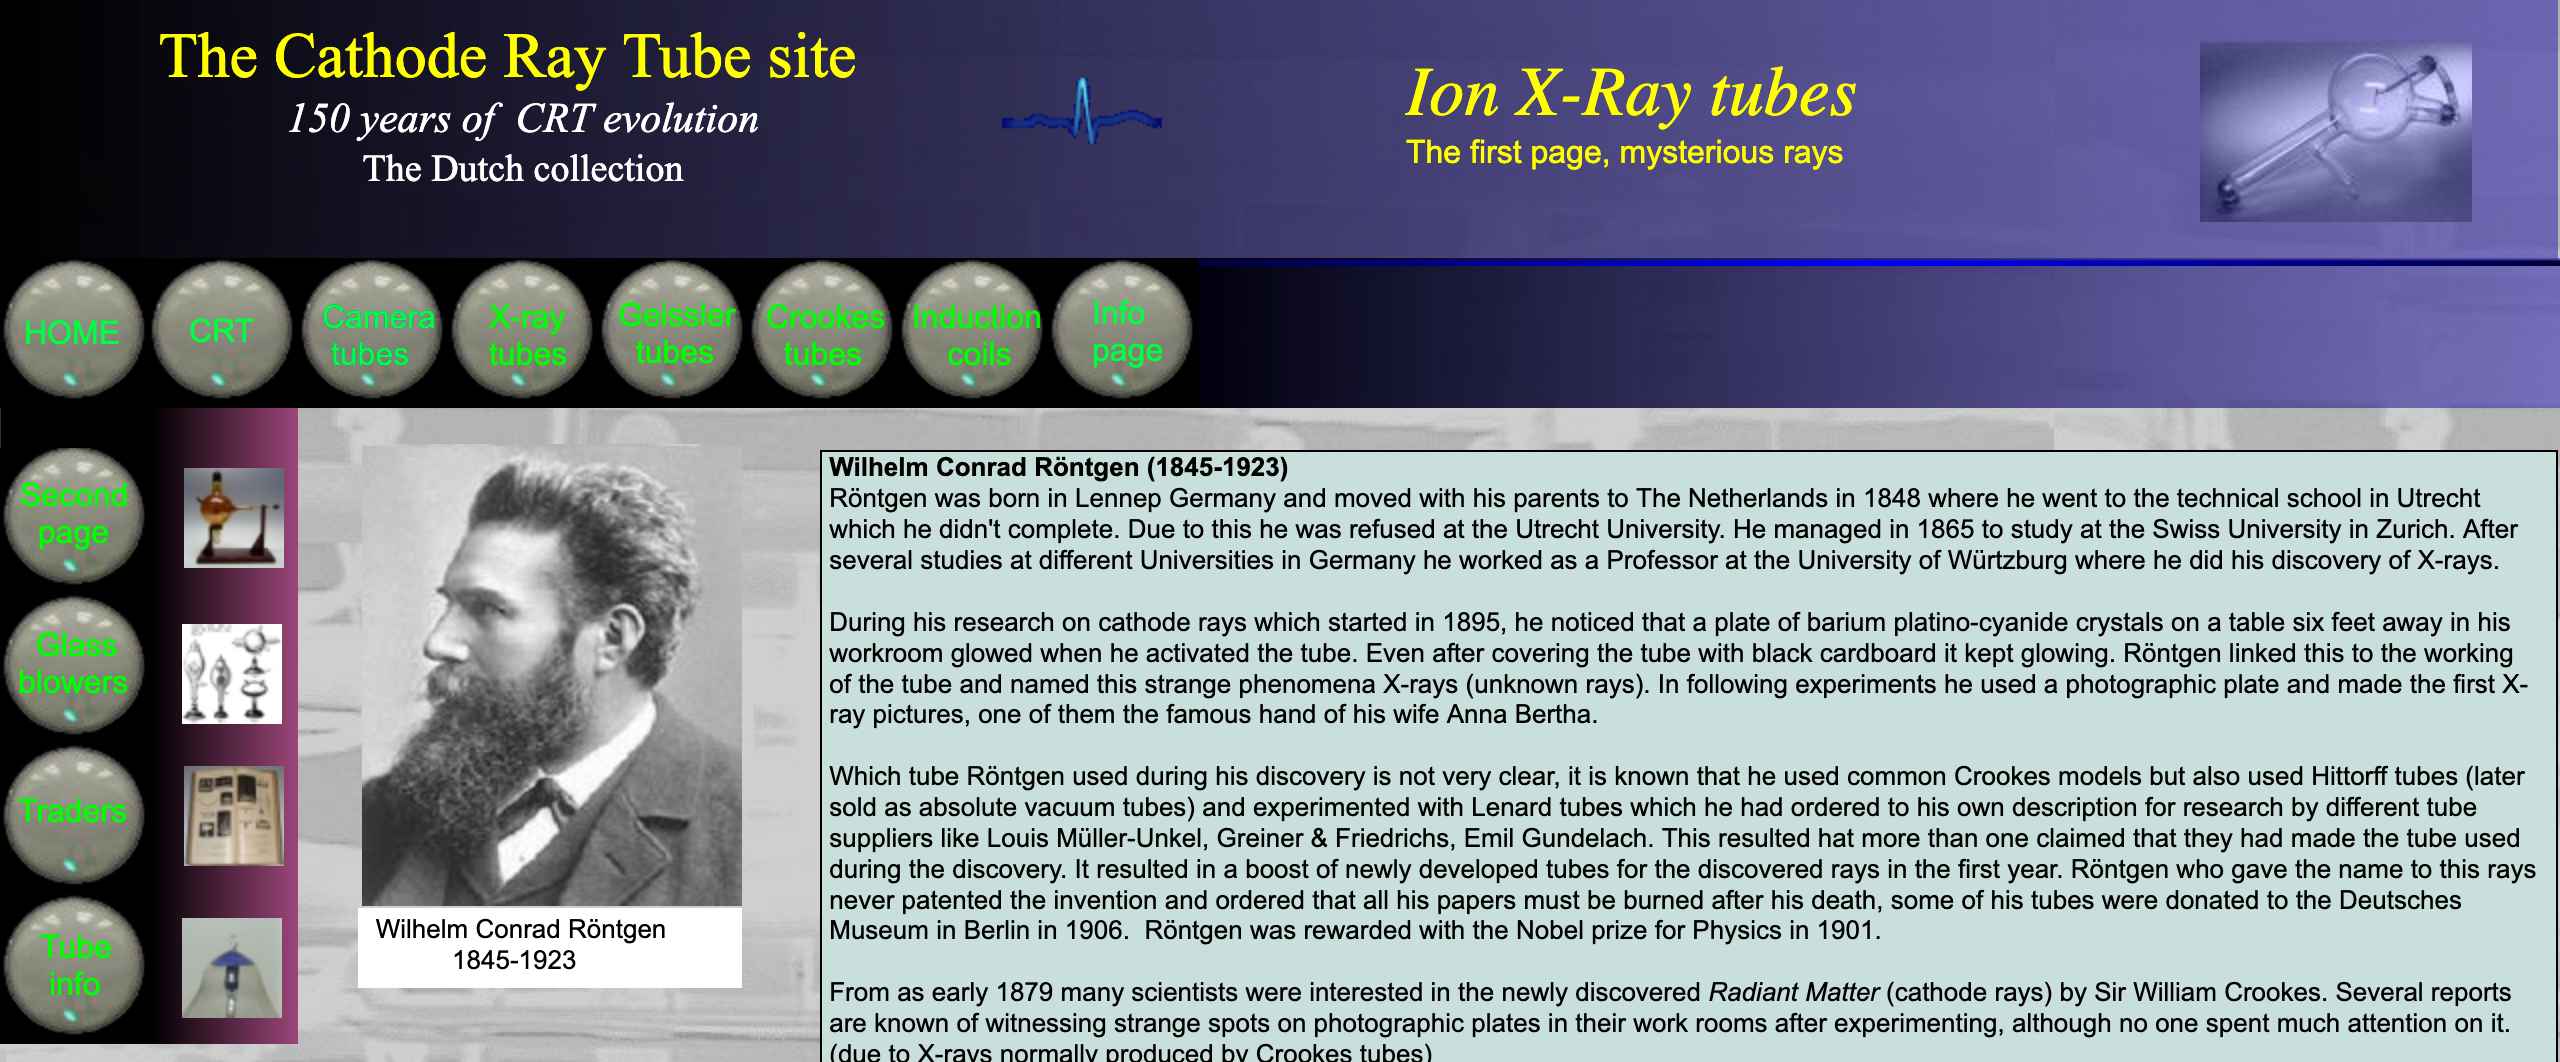 The Cathode Ray Tube site
150 years of CRT evolution
The Dutch collection
Ion X-Ray tubes
The first page, mysterious rays
HOME
CRT
Camera
tubes
X-ray
tubes
Geissler
tubes
Crookes
tubes
Induction
coils
Info
page
Second
page
Glass
blowers
Traders
Tube
info
Wilhelm Conrad Röntgen
1845-1923
Wilhelm Conrad Röntgen (1845-1923)
Röntgen was born in Lennep Germany and moved with his parents to The Netherlands in 1848 where he went to the technical school in Utrecht
which he didn't complete. Due to this he was refused at the Utrecht University. He managed in 1865 to study at the Swiss University in Zurich. After
several studies at different Universities in Germany he worked as a Professor at the University of Würtzburg where he did his discovery of X-rays.
During his research on cathode rays which started in 1895, he noticed that a plate of barium platino-cyanide crystals on a table six feet away in his
workroom glowed when he activated the tube. Even after covering the tube with black cardboard it kept glowing. Röntgen linked this to the working
of the tube and named this strange phenomena X-rays (unknown rays). In following experiments he used a photographic plate and made the first X-
ray pictures, one of them the famous hand of his wife Anna Bertha.
Which tube Röntgen used during his discovery is not very clear, it is known that he used common Crookes models but also used Hittorff tubes (later
sold as absolute vacuum tubes) and experimented with Lenard tubes which he had ordered to his own description for research by different tube
suppliers like Louis Müller-Unkel, Greiner & Friedrichs, Emil Gundelach. This resulted hat more than one claimed that they had made the tube used
during the discovery. It resulted in a boost of newly developed tubes for the discovered rays in the first year. Röntgen who gave the name to this rays
never patented the invention and ordered that all his papers must be burned after his death, some of his tubes were donated to the Deutsches
Museum in Berlin in 1906.  Röntgen was rewarded with the Nobel prize for Physics in 1901.
From as early 1879 many scientists were interested in the newly discovered Radiant Matter (cathode rays) by Sir William Crookes. Several reports
are known of witnessing strange spots on photographic plates in their work rooms after experimenting, although no one spent much attention on it.
(due to X-rays normally produced by Crookes tubes)